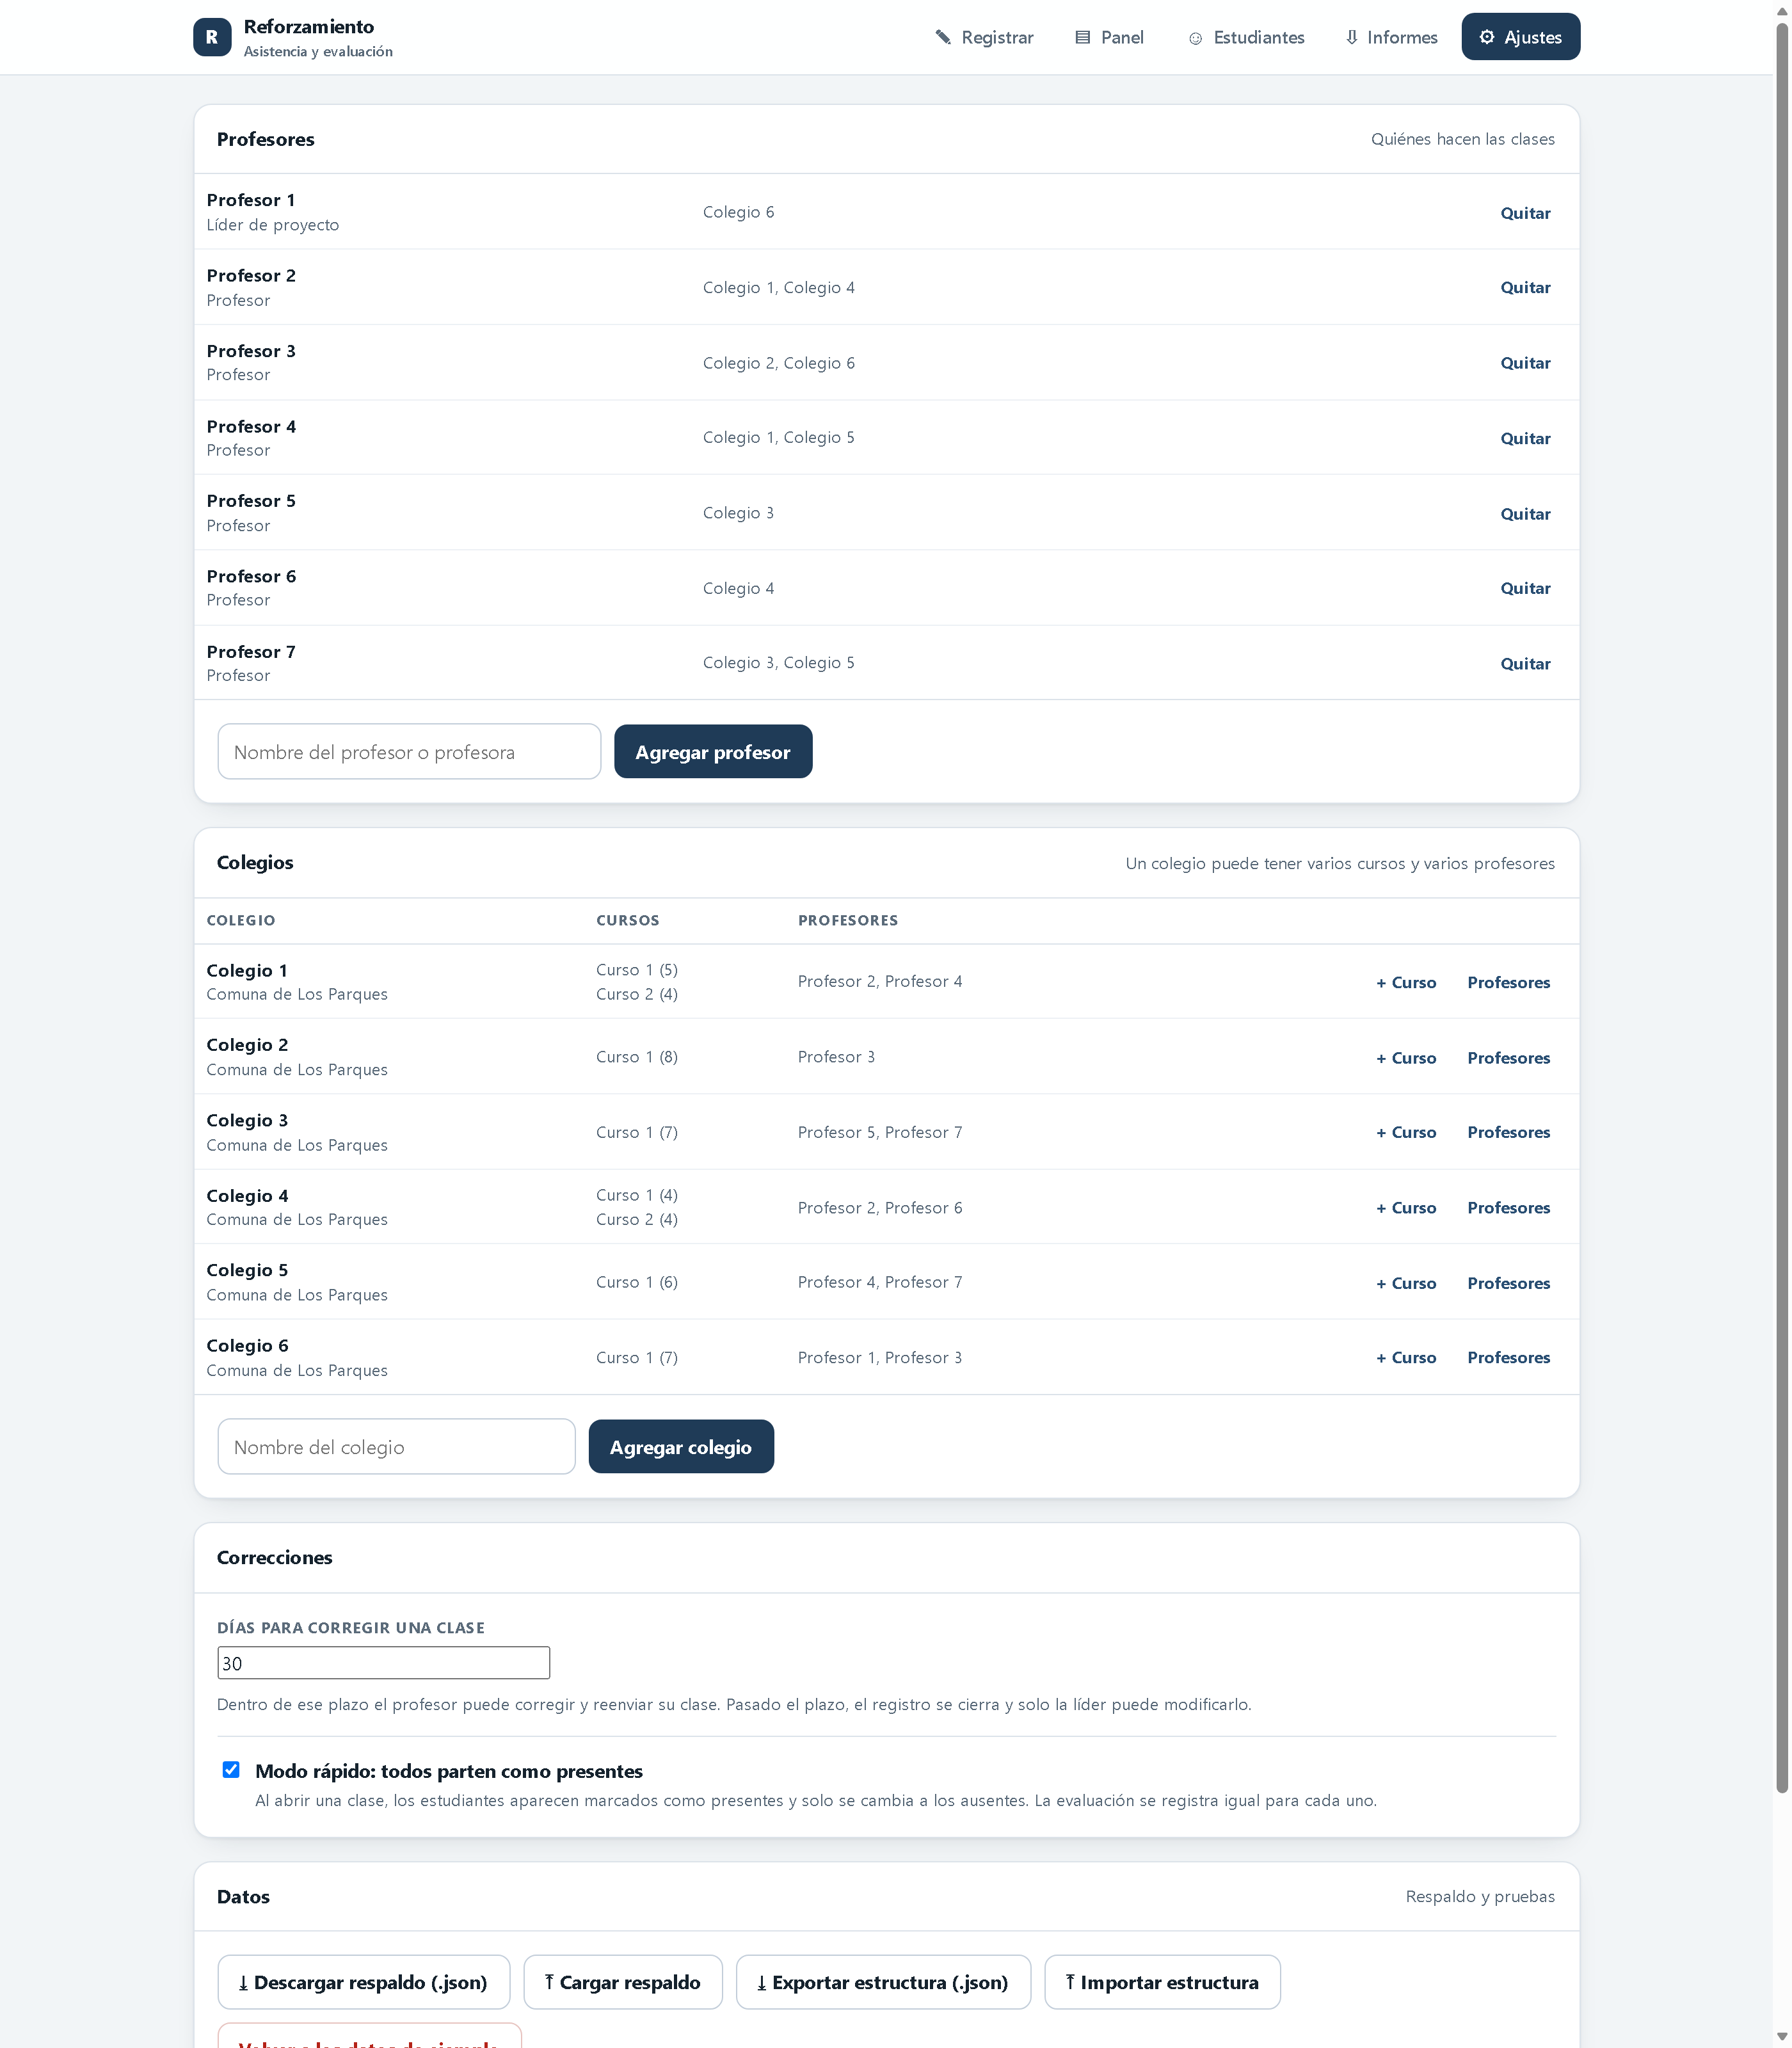 R
Reforzamiento
Asistencia y evaluación
Registrar
Panel
Estudiantes
Informes
Ajustes
Profesores
Quiénes hacen las clases
Profesor 1
Líder de proyecto
Colegio 6
Quitar
Profesor 2
Profesor
Colegio 1, Colegio 4
Quitar
Profesor 3
Profesor
Colegio 2, Colegio 6
Quitar
Profesor 4
Profesor
Colegio 1, Colegio 5
Quitar
Profesor 5
Profesor
Colegio 3
Quitar
Profesor 6
Profesor
Colegio 4
Quitar
Profesor 7
Profesor
Colegio 3, Colegio 5
Quitar
Nombre del profesor o profesora
Agregar profesor
Colegios
Un colegio puede tener varios cursos y varios profesores
COLEGIO
CURSOS
PROFESORES
Colegio 1
Comuna de Los Parques
Curso 1 (5)
Curso 2 (4)
Profesor 2, Profesor 4
+ Curso
Profesores
Colegio 2
Comuna de Los Parques
Curso 1 (8)
Profesor 3
+ Curso
Profesores
Colegio 3
Comuna de Los Parques
Curso 1 (7)
Profesor 5, Profesor 7
+ Curso
Profesores
Colegio 4
Comuna de Los Parques
Curso 1 (4)
Curso 2 (4)
Profesor 2, Profesor 6
+ Curso
Profesores
Colegio 5
Comuna de Los Parques
Curso 1 (6)
Profesor 4, Profesor 7
+ Curso
Profesores
Colegio 6
Comuna de Los Parques
Curso 1 (7)
Profesor 1, Profesor 3
+ Curso
Profesores
Nombre del colegio
Agregar colegio
Correcciones
DÍAS PARA CORREGIR UNA CLASE
30
Dentro de ese plazo el profesor puede corregir y reenviar su clase. Pasado el plazo, el registro se cierra y solo la líder puede modificarlo.
Modo rápido: todos parten como presentes
Al abrir una clase, los estudiantes aparecen marcados como presentes y solo se cambia a los ausentes. La evaluación se registra igual para cada uno.
Datos
Respaldo y pruebas
Descargar respaldo (.json)
Cargar respaldo
Exportar estructura (.json)
Importar estructura